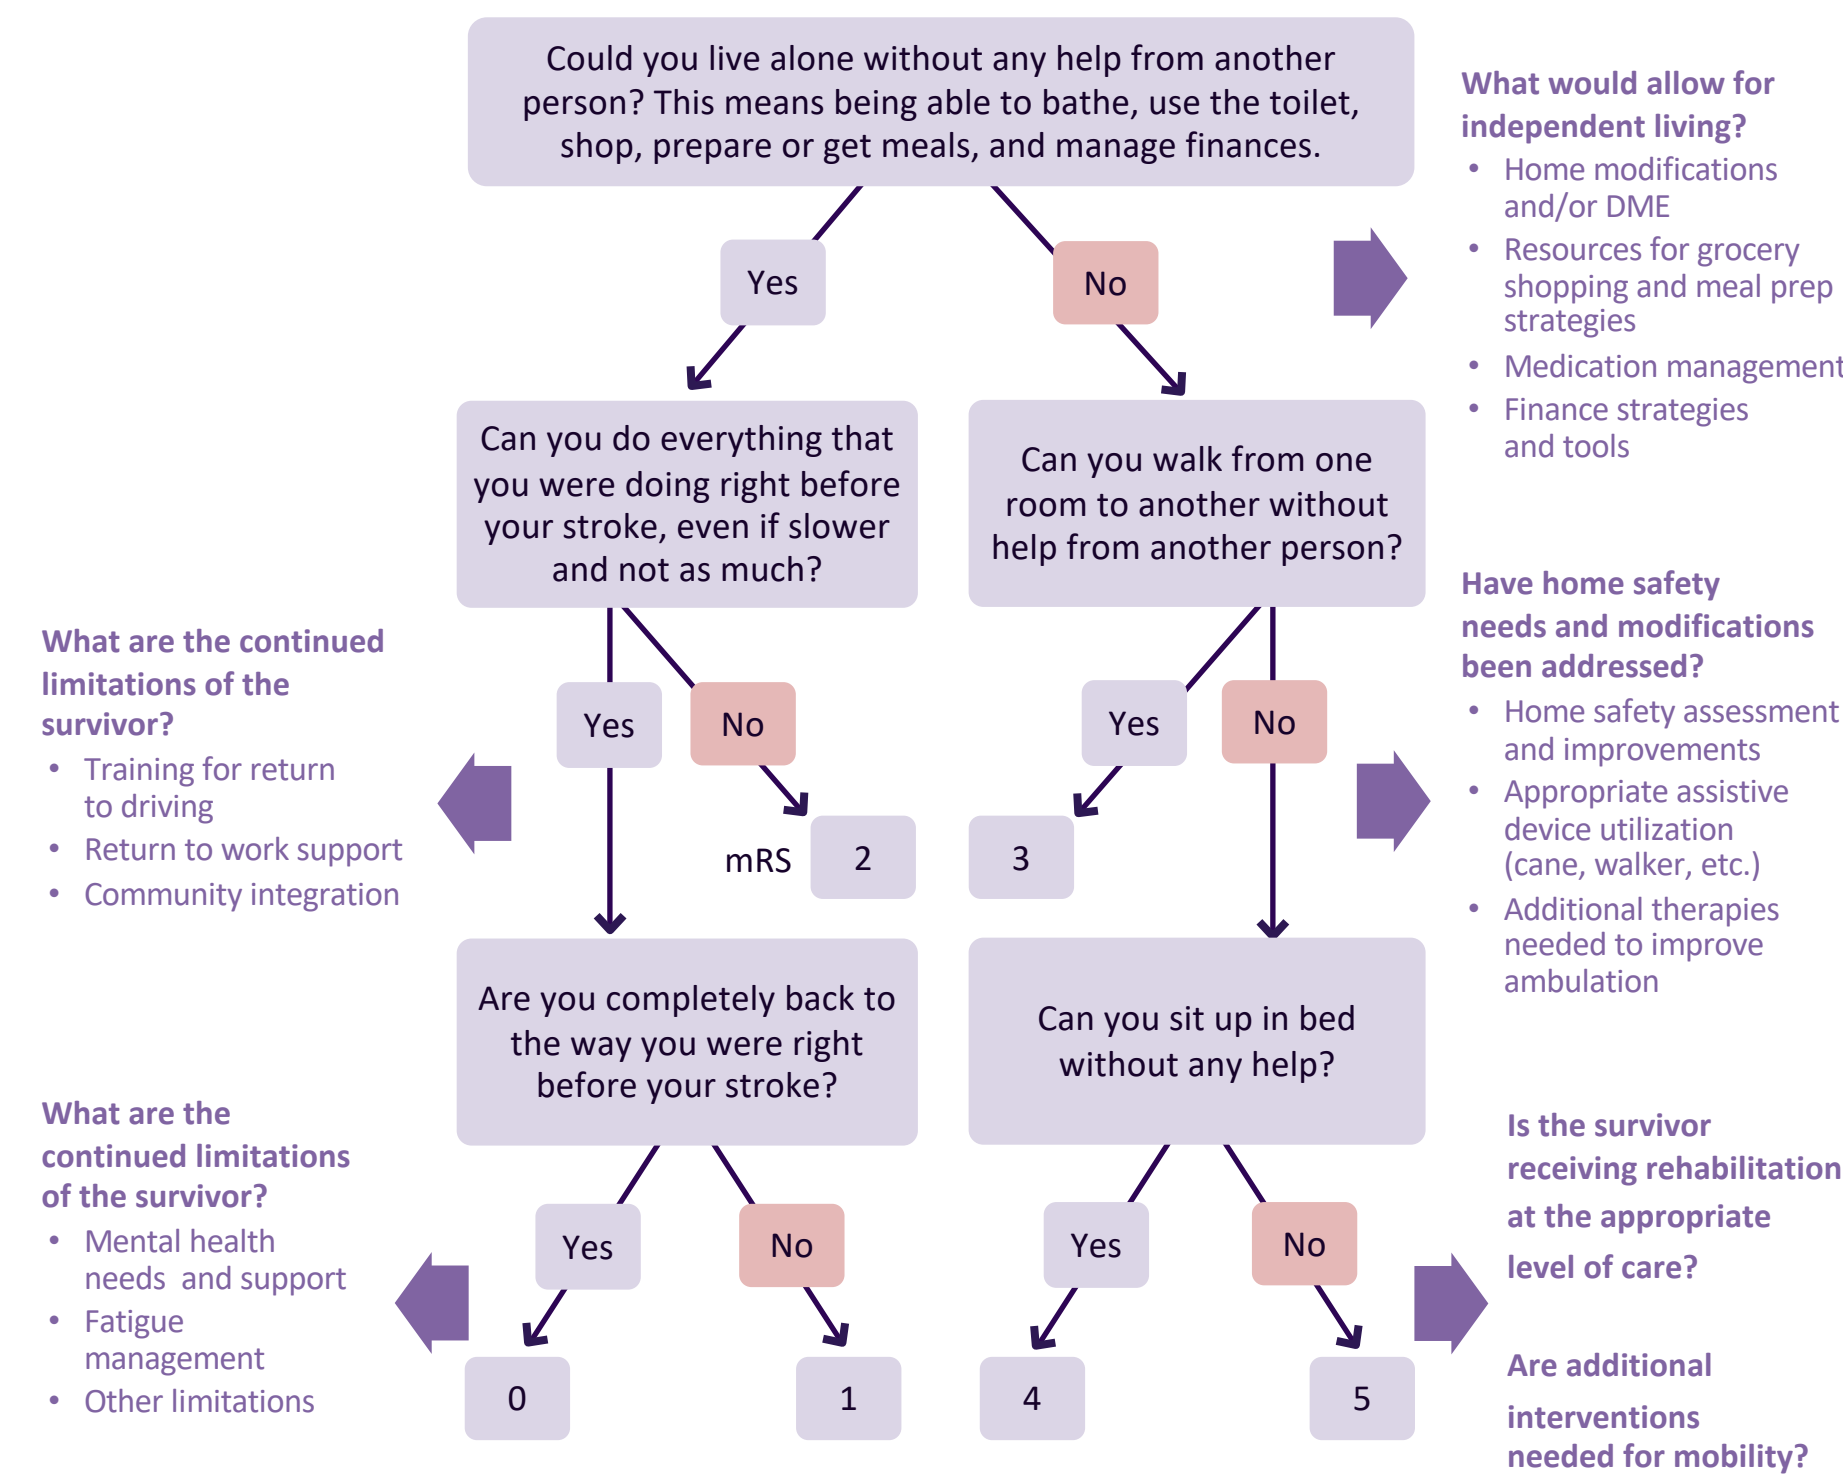 Could you live alone without any help from another
person? This means being able to bathe, use the toilet,
shop, prepare or get meals, and manage finances.
What would allow for
independent living?
• Home modifications
and/or DME
• Resources for grocery
shopping and meal prep
strategies
• Medication management
• Finance strategies
and tools
Yes
No
Can you do everything that
you were doing right before
your stroke, even if slower
and not as much?
Can you walk from one
room to another without
help from another person?
What are the continued
limitations of the
survivor?
• Training for return
to driving
• Return to work support
• Community integration
Yes
No
Yes
No
Have home safety
needs and modifications
been addressed?
• Home safety assessment
and improvements
• Appropriate assistive
device utilization
(cane, walker, etc.)
• Additional therapies
needed to improve
ambulation
mRS
2
3
Are you completely back to
the way you were right
before your stroke?
Can you sit up in bed
without any help?
What are the
continued limitations
of the survivor?
• Mental health
needs  and support
• Fatigue
management
• Other limitations
Yes
No
Yes
No
Is the survivor
receiving rehabilitation
at the appropriate
level of care?
Are additional
interventions
needed for mobility?
0
1
4
5